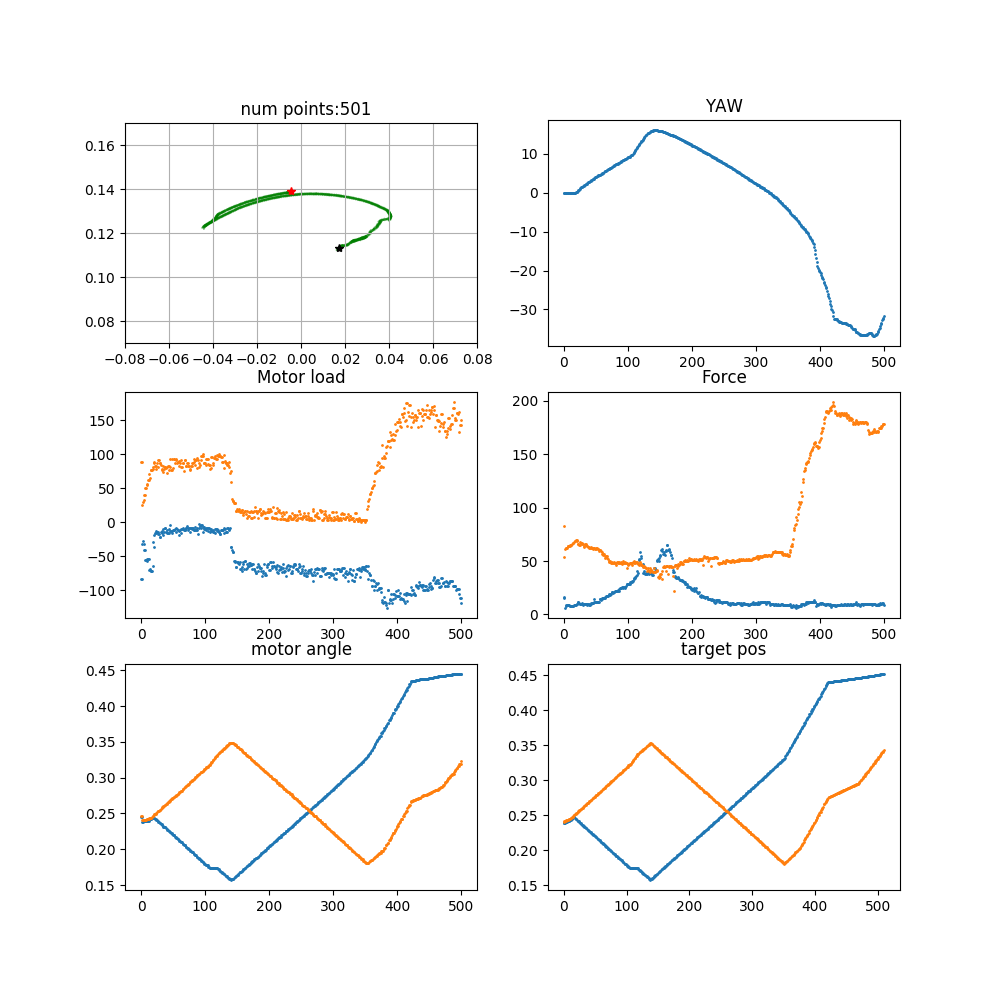 num points:501
YAW
0.16
0.14
0.12
0.10
0.08
−0.08 −0.06 −0.04 −0.02 0.00 0.02 0.04 0.06 0.08
10
0
−10
−20
−30
0 100 200 300 400 500
Motor load
Force
150
100
50
0
−50
−100
0 100 200 300 400 500
200
150
100
50
0
0 100 200 300 400 500
motor angle
target pos
0.45
0.40
0.35
0.30
0.25
0.20
0.15
0 100 200 300 400 500
0.45
0.40
0.35
0.30
0.25
0.20
0.15
0 100 200 300 400 500